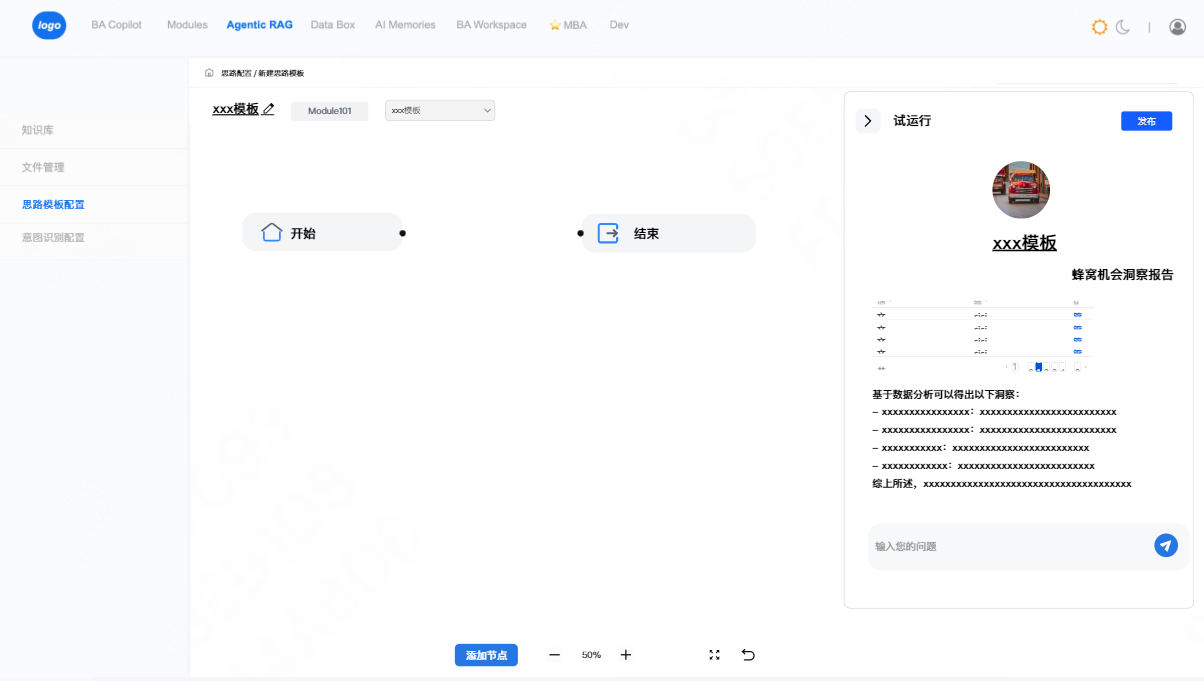 logo BA Copilot Modules Agentic RAG Data Box AI Memories BA Workspace MBA Dev
思路配置 / 新建思路模板
xxx模板 Module101 xxx模板
试运行 发布
知识库
文件管理
思路模板配置
意图识别配置
开始 结束
xxx模板
蜂窝机会洞察报告
基于数据分析可以得出以下洞察：
– xxxxxxxxxxxxxxxx：xxxxxxxxxxxxxxxxxxxxxxxxx
– xxxxxxxxxxxxxxxx：xxxxxxxxxxxxxxxxxxxxxxxxx
– xxxxxxxxxxx：xxxxxxxxxxxxxxxxxxxxxxxxx
– xxxxxxxxxxxx：xxxxxxxxxxxxxxxxxxxxxxxxx
综上所述，xxxxxxxxxxxxxxxxxxxxxxxxxxxxxxxxxxxxxx
输入您的问题
添加节点 50%